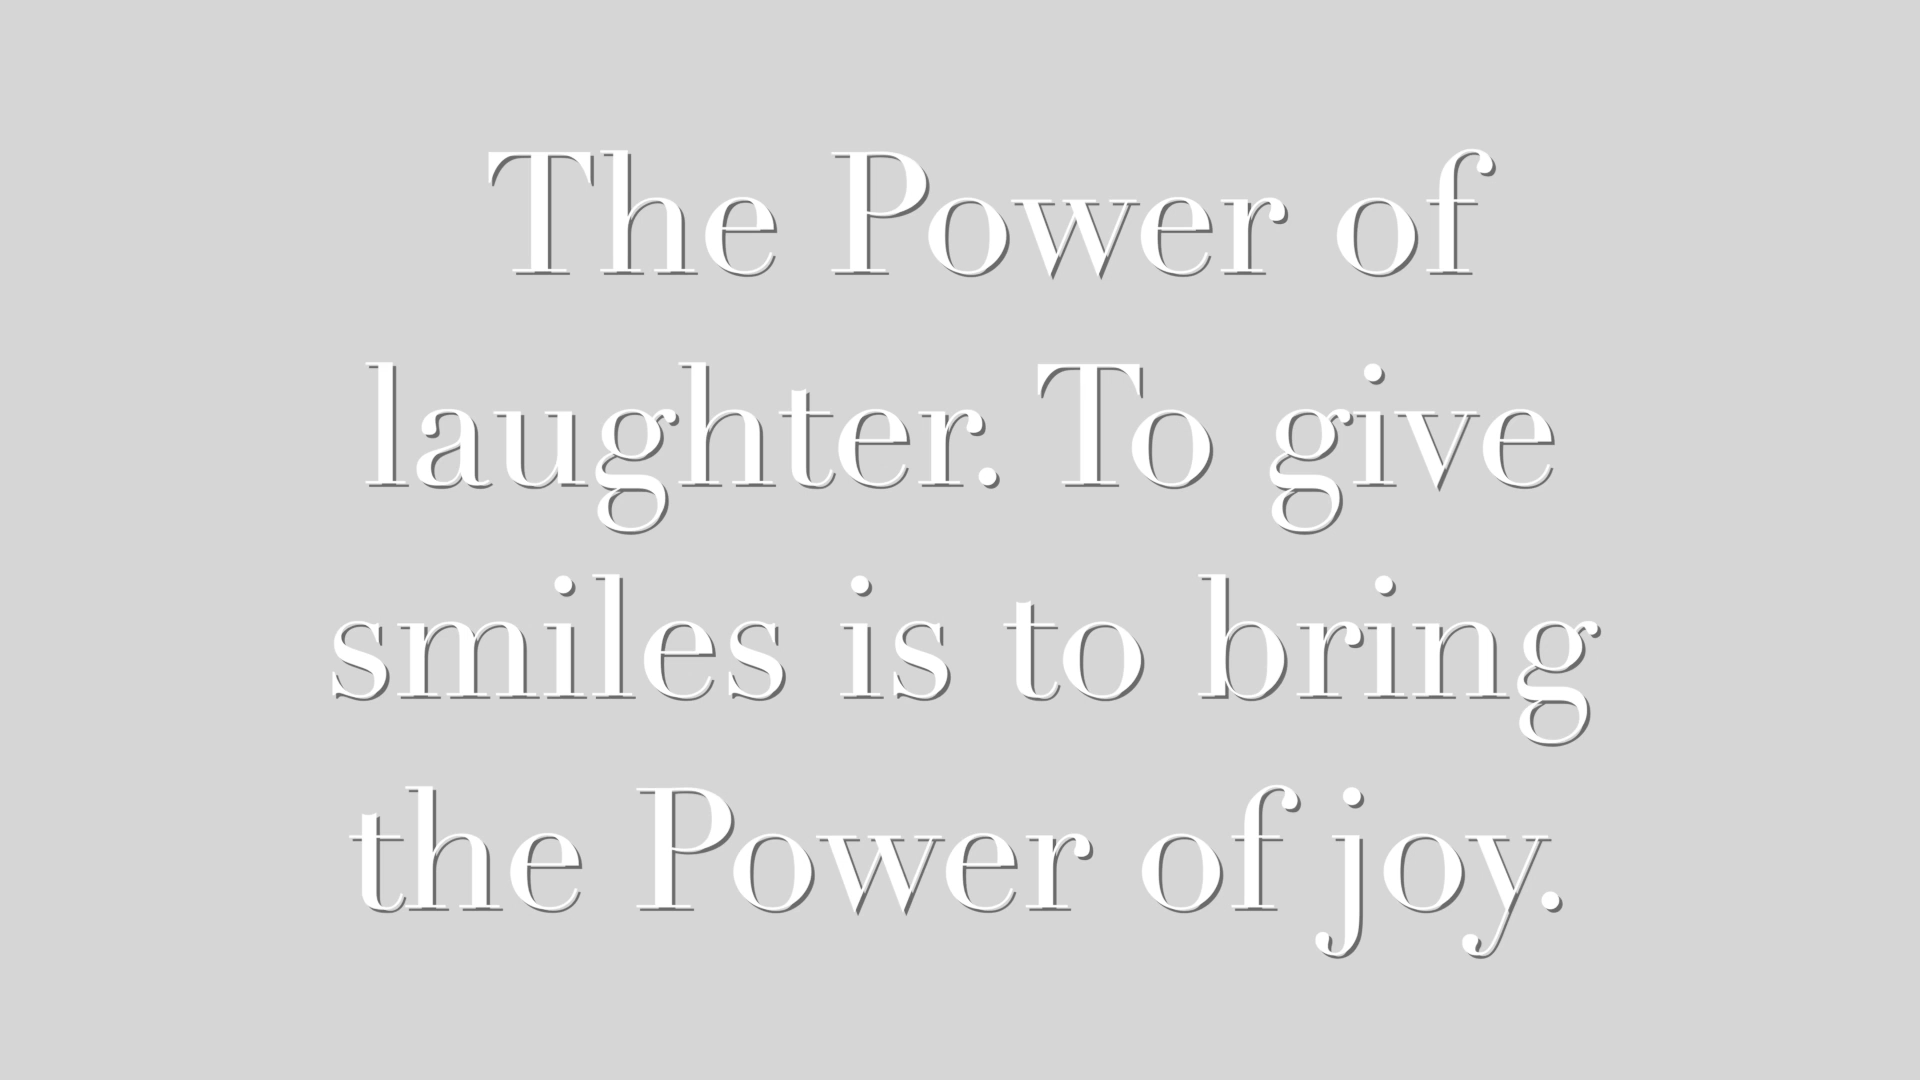 The Power of
laughter. To give
smiles is to bring
the Power of joy.